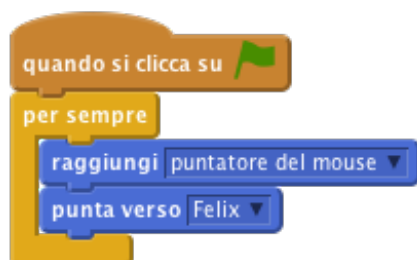 quando si clicca su
per sempre
raggiungi puntatore del mouse
punta verso Felix